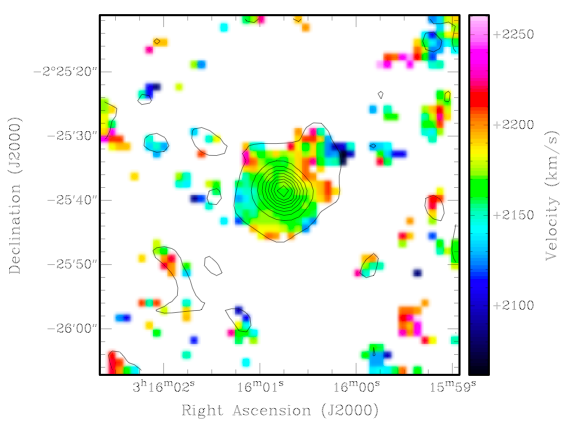 +2250
−2°25′20″
−25′30″
+2200
Declination (J2000)
Velocity (km/s)
−25′40″
+2150
−25′50″
+2100
−26′00″
3ʰ16ᵐ02ˢ
16ᵐ01ˢ
16ᵐ00ˢ
15ᵐ59ˢ
Right Ascension (J2000)